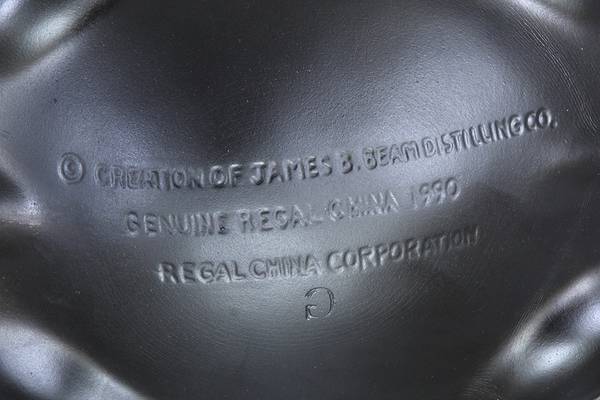 © CREATION OF JAMES B. BEAM DISTILLING CO.
GENUINE REGAL CHINA 1990
REGAL CHINA CORPORATION
G